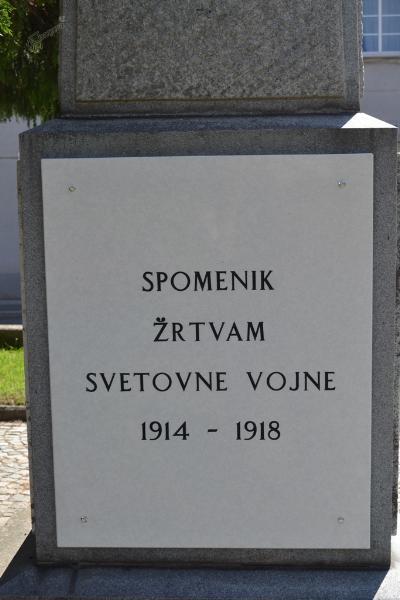 SPOMENIK
ŽRTVAM
SVETOVNE VOJNE
1914 - 1918